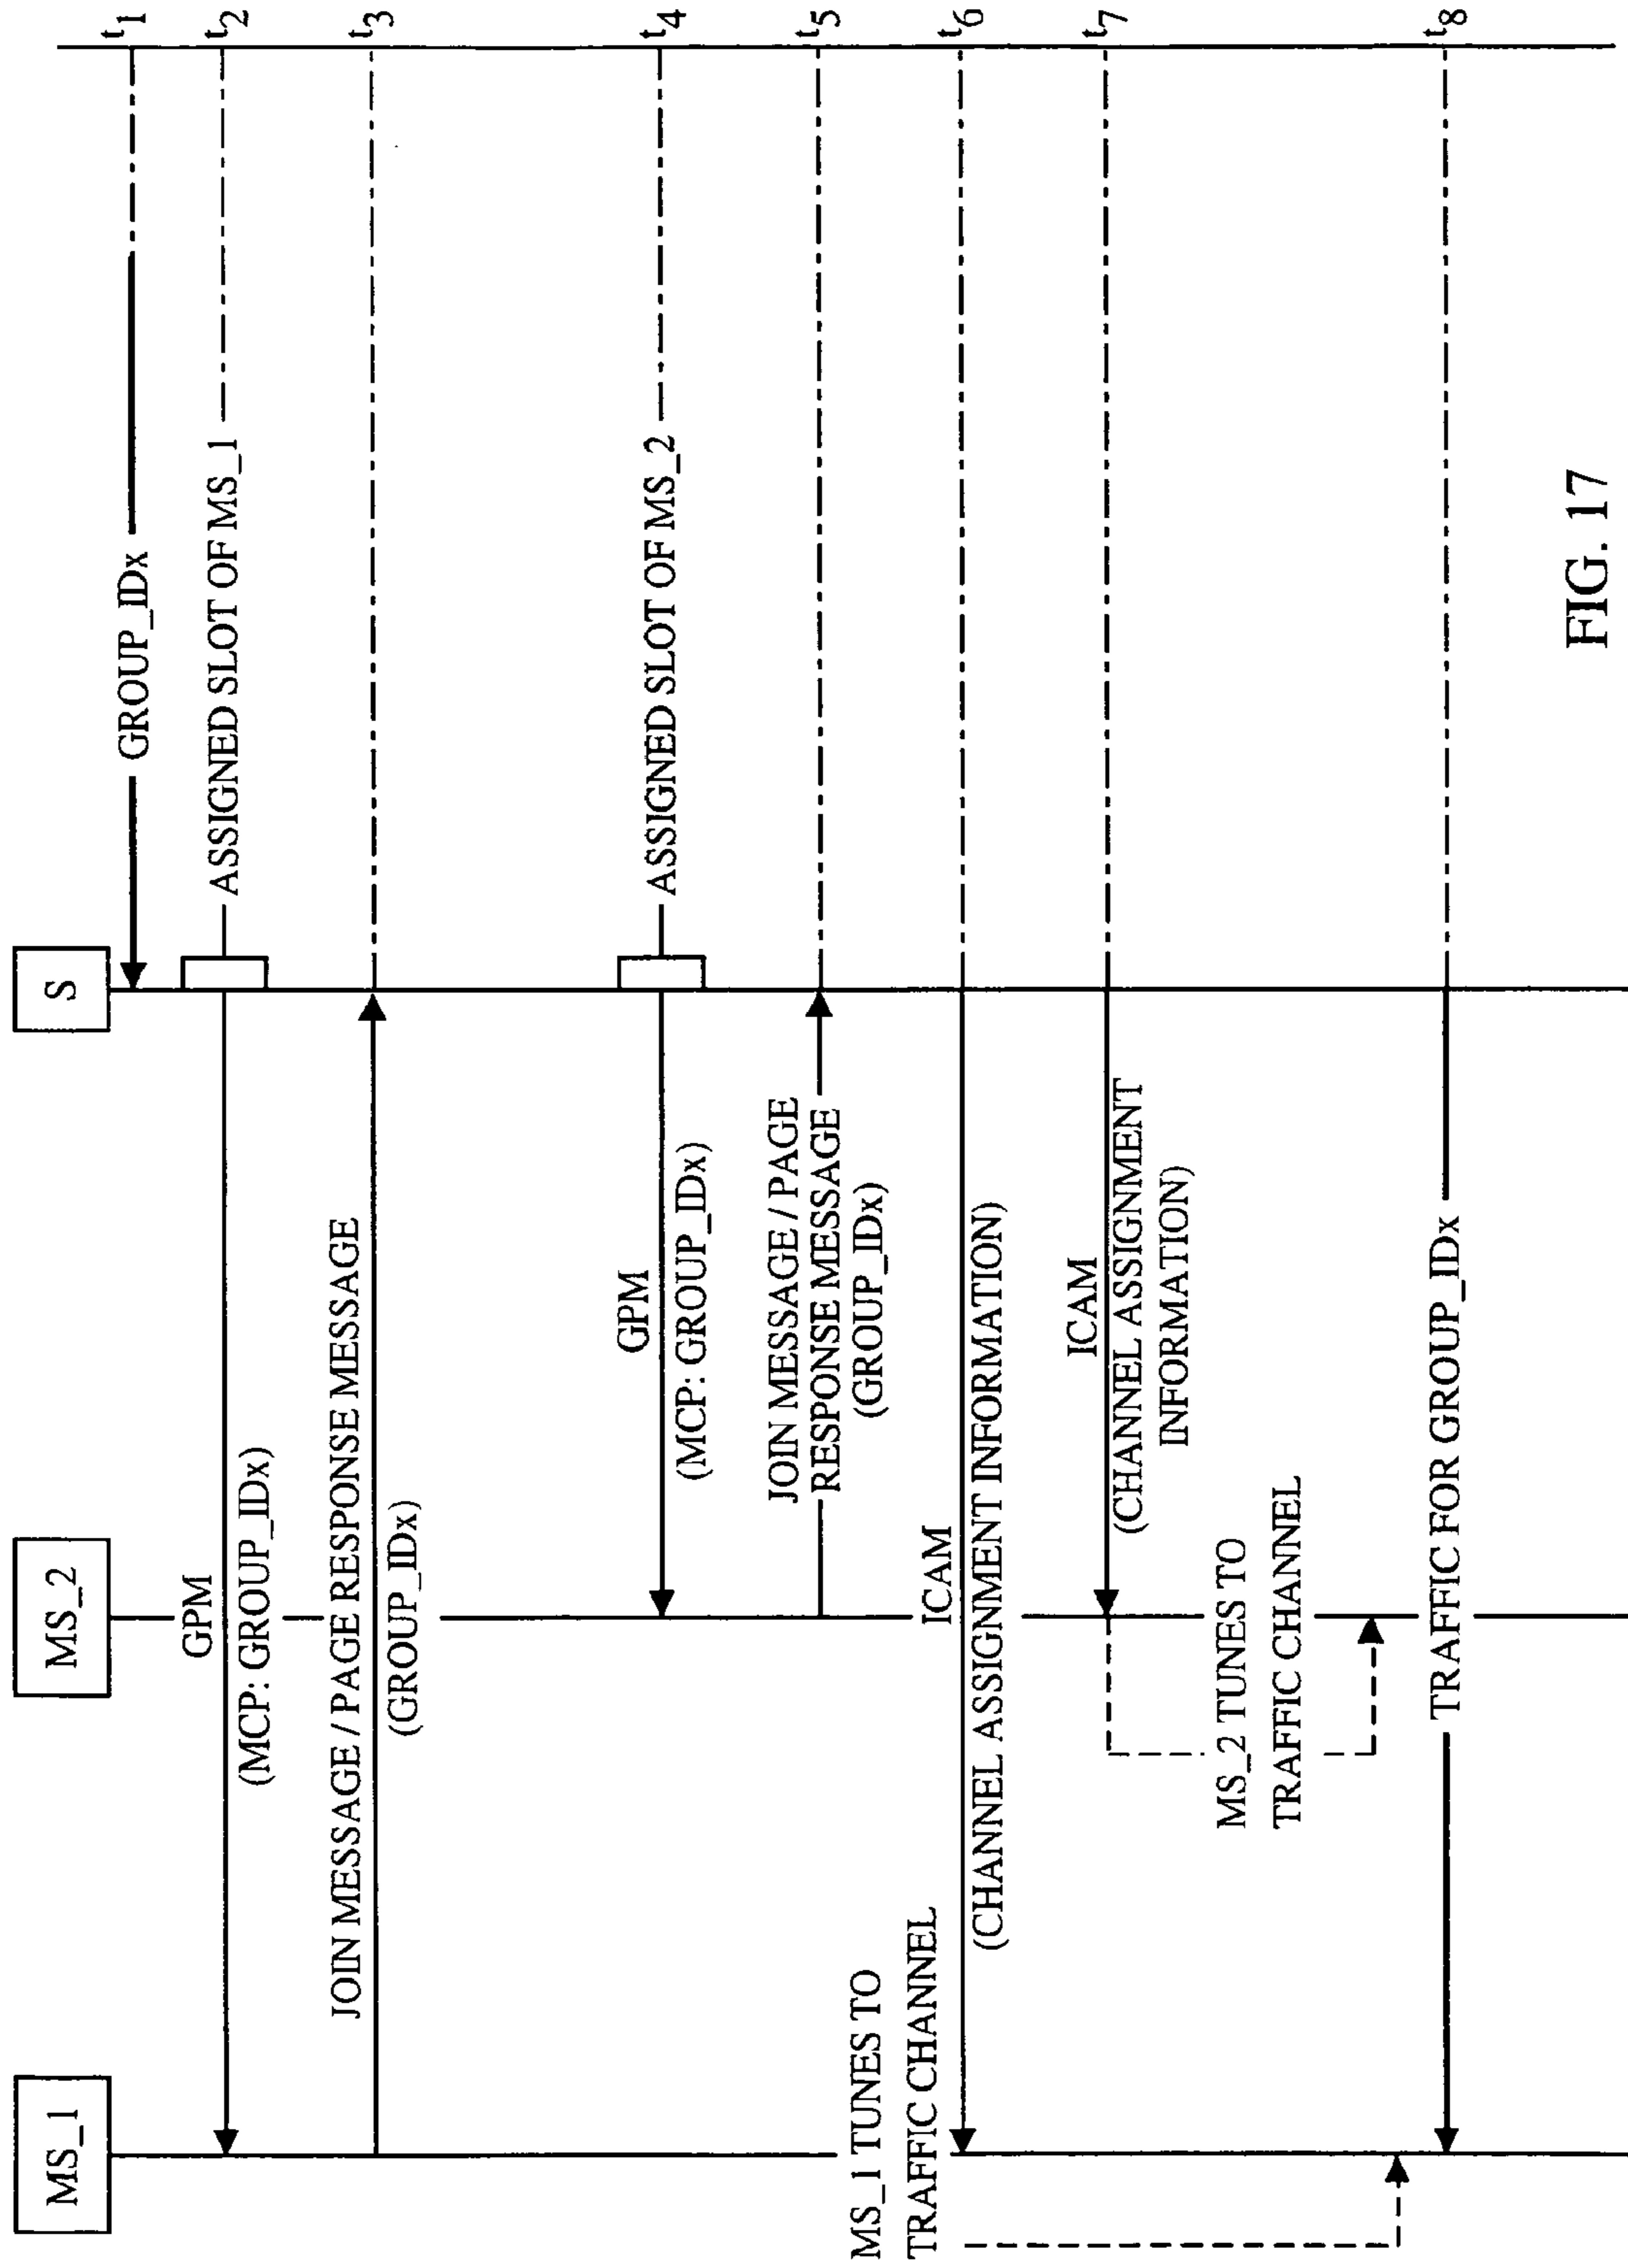 MS_1
MS_2
S
GROUP_IDx
t1
GPM
(MCP: GROUP_IDx)
ASSIGNED SLOT OF MS_1
t2
JOIN MESSAGE / PAGE RESPONSE MESSAGE
(GROUP_IDx)
t3
GPM
(MCP: GROUP_IDx)
ASSIGNED SLOT OF MS_2
t4
JOIN MESSAGE / PAGE
RESPONSE MESSAGE
(GROUP_IDx)
t5
MS_1 TUNES TO
TRAFFIC CHANNEL
ICAM
(CHANNEL ASSIGNMENT INFORMATION)
t6
ICAM
(CHANNEL ASSIGNMENT
INFORMATION)
t7
MS_2 TUNES TO
TRAFFIC CHANNEL
TRAFFIC FOR GROUP_IDx
t8
FIG. 17